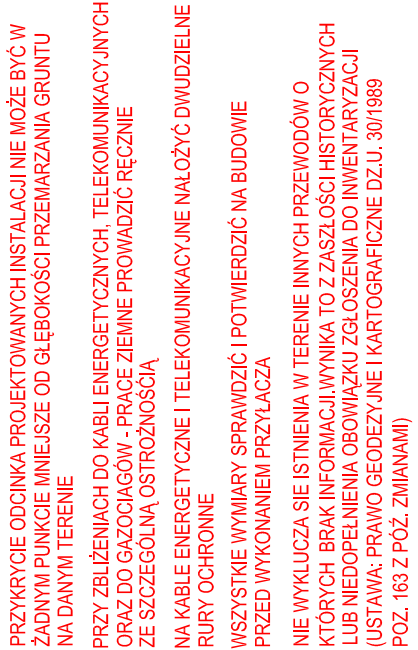 PRZYKRYCIE ODCINKA PROJEKTOWANYCH INSTALACJI NIE MOŻE BYĆ W
ŻADNYM PUNKCIE MNIEJSZE OD GŁĘBOKOŚCI PRZEMARZANIA GRUNTU
NA DANYM TERENIE
PRZY ZBLIŻENIACH DO KABLI ENERGETYCZNYCH, TELEKOMUNIKACYJNYCH
ORAZ DO GAZOCIAGÓW - PRACE ZIEMNE PROWADZIĆ RĘCZNIE
ZE SZCZEGÓLNĄ OSTROŻNOŚCIĄ
NA KABLE ENERGETYCZNE I TELEKOMUNIKACYJNE NAŁOŻYĆ DWUDZIELNE
RURY OCHRONNE
WSZYSTKIE WYMIARY SPRAWDZIĆ I POTWIERDZIĆ NA BUDOWIE
PRZED WYKONANIEM PRZYŁACZA
NIE WYKLUCZA SIE ISTNIENIA W TERENIE INNYCH PRZEWODÓW O
KTÓRYCH BRAK INFORMACJI.WYNIKA TO Z ZASZŁOŚCI HISTORYCZNYCH
LUB NIEDOPEŁNIENIA OBOWIĄZKU ZGŁOSZENIA DO INWENTARYZACJI
(USTAWA: PRAWO GEODEZYJNE I KARTOGRAFICZNE DZ.U. 30/1989
POZ. 163 Z PÓŹ. ZMIANAMI)